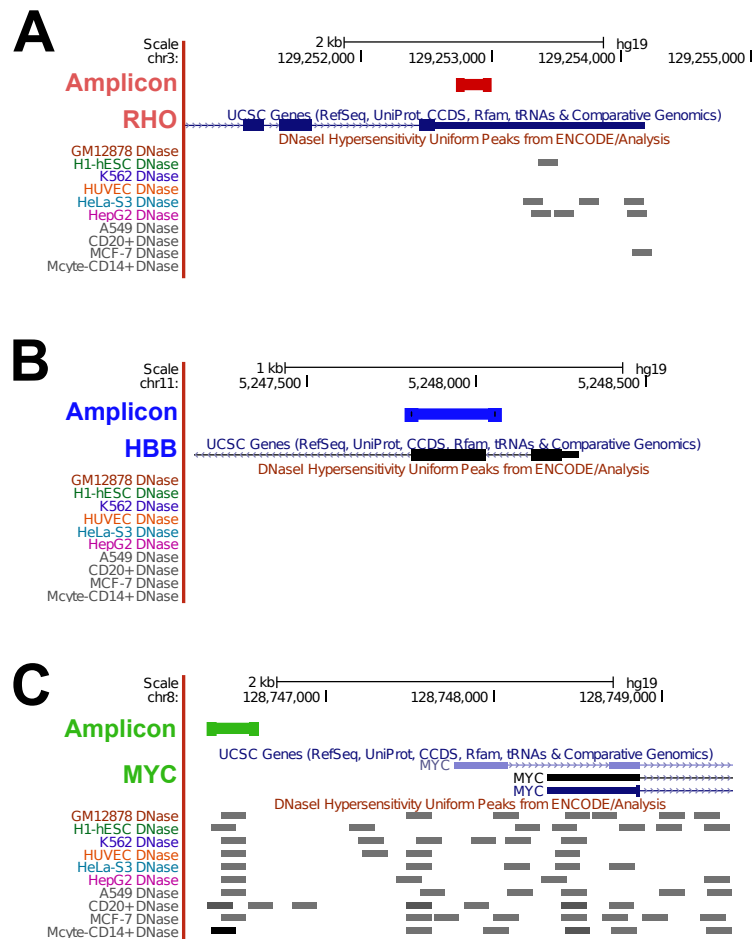 A
Scale 2 kb hg19
chr3: 129,252,000 129,253,000 129,254,000 129,255,000
Amplicon
UCSC Genes (RefSeq, UniProt, CCDS, Rfam, tRNAs & Comparative Genomics)
RHO
DNaseI Hypersensitivity Uniform Peaks from ENCODE/Analysis
GM12878 DNase
H1-hESC DNase
K562 DNase
HUVEC DNase
HeLa-S3 DNase
HepG2 DNase
A549 DNase
CD20+DNase
MCF-7 DNase
Mcyte-CD14+DNase
B
Scale 1 kb hg19
chr11: 5,247,500 5,248,000 5,248,500
Amplicon
UCSC Genes (RefSeq, UniProt, CCDS, Rfam, tRNAs & Comparative Genomics)
HBB
DNaseI Hypersensitivity Uniform Peaks from ENCODE/Analysis
GM12878 DNase
H1-hESC DNase
K562 DNase
HUVEC DNase
HeLa-S3 DNase
HepG2 DNase
A549 DNase
CD20+DNase
MCF-7 DNase
Mcyte-CD14+DNase
C
Scale 2 kb hg19
chr8: 128,747,000 128,748,000 128,749,000
Amplicon
UCSC Genes (RefSeq, UniProt, CCDS, Rfam, tRNAs & Comparative Genomics)
MYC
MYC
MYC
MYC
DNaseI Hypersensitivity Uniform Peaks from ENCODE/Analysis
GM12878 DNase
H1-hESC DNase
K562 DNase
HUVEC DNase
HeLa-S3 DNase
HepG2 DNase
A549 DNase
CD20+DNase
MCF-7 DNase
Mcyte-CD14+DNase